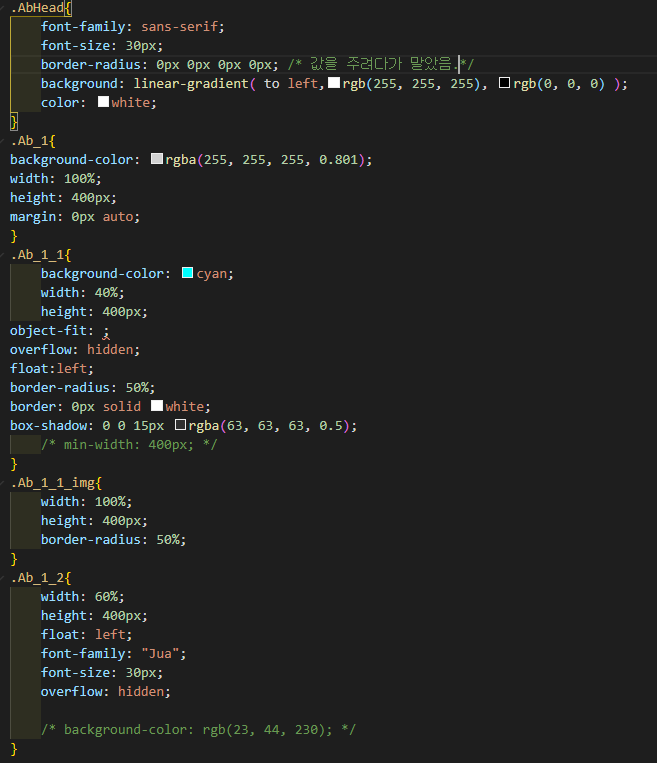 .AbHead{
font-family: sans-serif;
font-size: 30px;
border-radius: 0px 0px 0px 0px; /* 값을 주려다가 말았음.*/
background: linear-gradient( to left,rgb(255, 255, 255), rgb(0, 0, 0) );
color: white;
}
.Ab_1{
background-color: rgba(255, 255, 255, 0.801);
width: 100%;
height: 400px;
margin: 0px auto;
}
.Ab_1_1{
background-color: cyan;
width: 40%;
height: 400px;
object-fit: ;
overflow: hidden;
float:left;
border-radius: 50%;
border: 0px solid white;
box-shadow: 0 0 15px rgba(63, 63, 63, 0.5);
/* min-width: 400px; */
}
.Ab_1_1_img{
width: 100%;
height: 400px;
border-radius: 50%;
}
.Ab_1_2{
width: 60%;
height: 400px;
float: left;
font-family: "Jua";
font-size: 30px;
overflow: hidden;
/* background-color: rgb(23, 44, 230); */
}